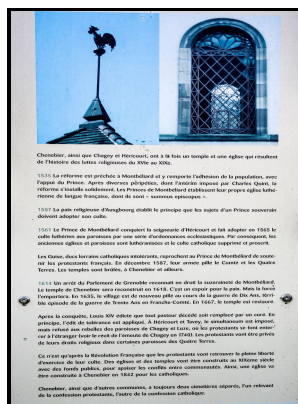 Chenebier, ainsi que Chagey et Héricourt, ont à la fois un temple et une église qui résultent
de l'histoire des luttes religieuses du XVIe au XIXe.
1535 La réforme est prêchée à Montbéliard et y remporte l'adhésion de la population, avec
l'appui du Prince. Après diverses péripéties, dont l'intérim imposé par Charles Quint, la
réforme s'installe solidement. Les Princes de Montbéliard établissent leur propre église luthé-
rienne de langue française, dont ils sont « summus episcopus ».
1557 La paix religieuse d'Augsbourg établit le principe que les sujets d'un Prince souverain
doivent adopter son culte.
1561 Le Prince de Montbéliard conquiert la seigneurie d'Héricourt et fait adopter en 1565 le
culte luthérien aux paroisses par une série d'ordonnances ecclésiastiques. Par conséquent, les
anciennes églises et paroisses sont luthéranisées et le culte catholique supprimé et proscrit.
Les Guise, ducs lorrains catholiques intolérants, reprochent au Prince de Montbéliard de soute-
nir les protestants français. En décembre 1587, leur armée pille le Comté et les Quatre
Terres. Les temples sont brûlés, à Chenebier et ailleurs.
1614 Un arrêt du Parlement de Grenoble reconnaît en droit la suzeraineté de Montbéliard.
Le temple de Chenebier sera reconstruit en 1618. C'est un espoir pour la paix. Mais la force
l'emportera. En 1635, le village est de nouveau pillé au cours de la guerre de Dix Ans, terri-
ble épisode de la guerre de Trente Ans en Franche-Comté. En 1667, le temple est restauré.
Après la conquête, Louis XIV édicte que tout pasteur décédé soit remplacé par un curé. En
principe, l'édit de tolérance est appliqué. A Héricourt et Tavey, le simultaneum est imposé,
mais refusé aux rebelles des paroisses de Chagey et Luze, où les protestants se font enter-
rer à l'étranger (voir le récit de l'émeute de Chagey en 1740). Les protestants vont être privés
de leurs droits religieux dans certaines paroisses des Quatre Terres.
Ce n'est qu'après la Révolution Française que les protestants vont retrouver la pleine liberté
d'exercice de leur culte. Des églises et des temples vont être construits au XIXème siècle
avec des fonds publics, pour apaiser les conflits entre communautés. Ainsi, une église va
être construite à Chenebier en 1842 pour les catholiques.
Chenebier, ainsi que d'autres communes, a toujours deux cimetières séparés, l'un relevant
de la confession protestante, l'autre de la confession catholique.